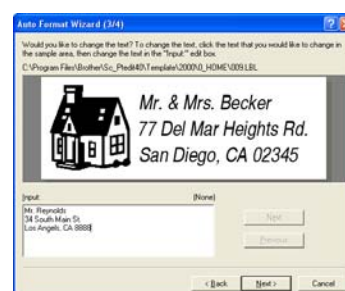 Auto Format Wizard (3/4)
Would you like to change the text? To change the text, click the text that you would like to change in
the sample area, then change the text in the "Input:" edit box.
C:\Program Files\Brother\Sc_Ptedit40\Template\2000\0_HOME\009.LBL
Mr. & Mrs. Becker
77 Del Mar Heights Rd.
San Diego, CA 02345
Input: (None)
Mr. Reynolds
34 South Main St.
Los Angels, CA 8888
Next
Previous
< Back Next > Cancel